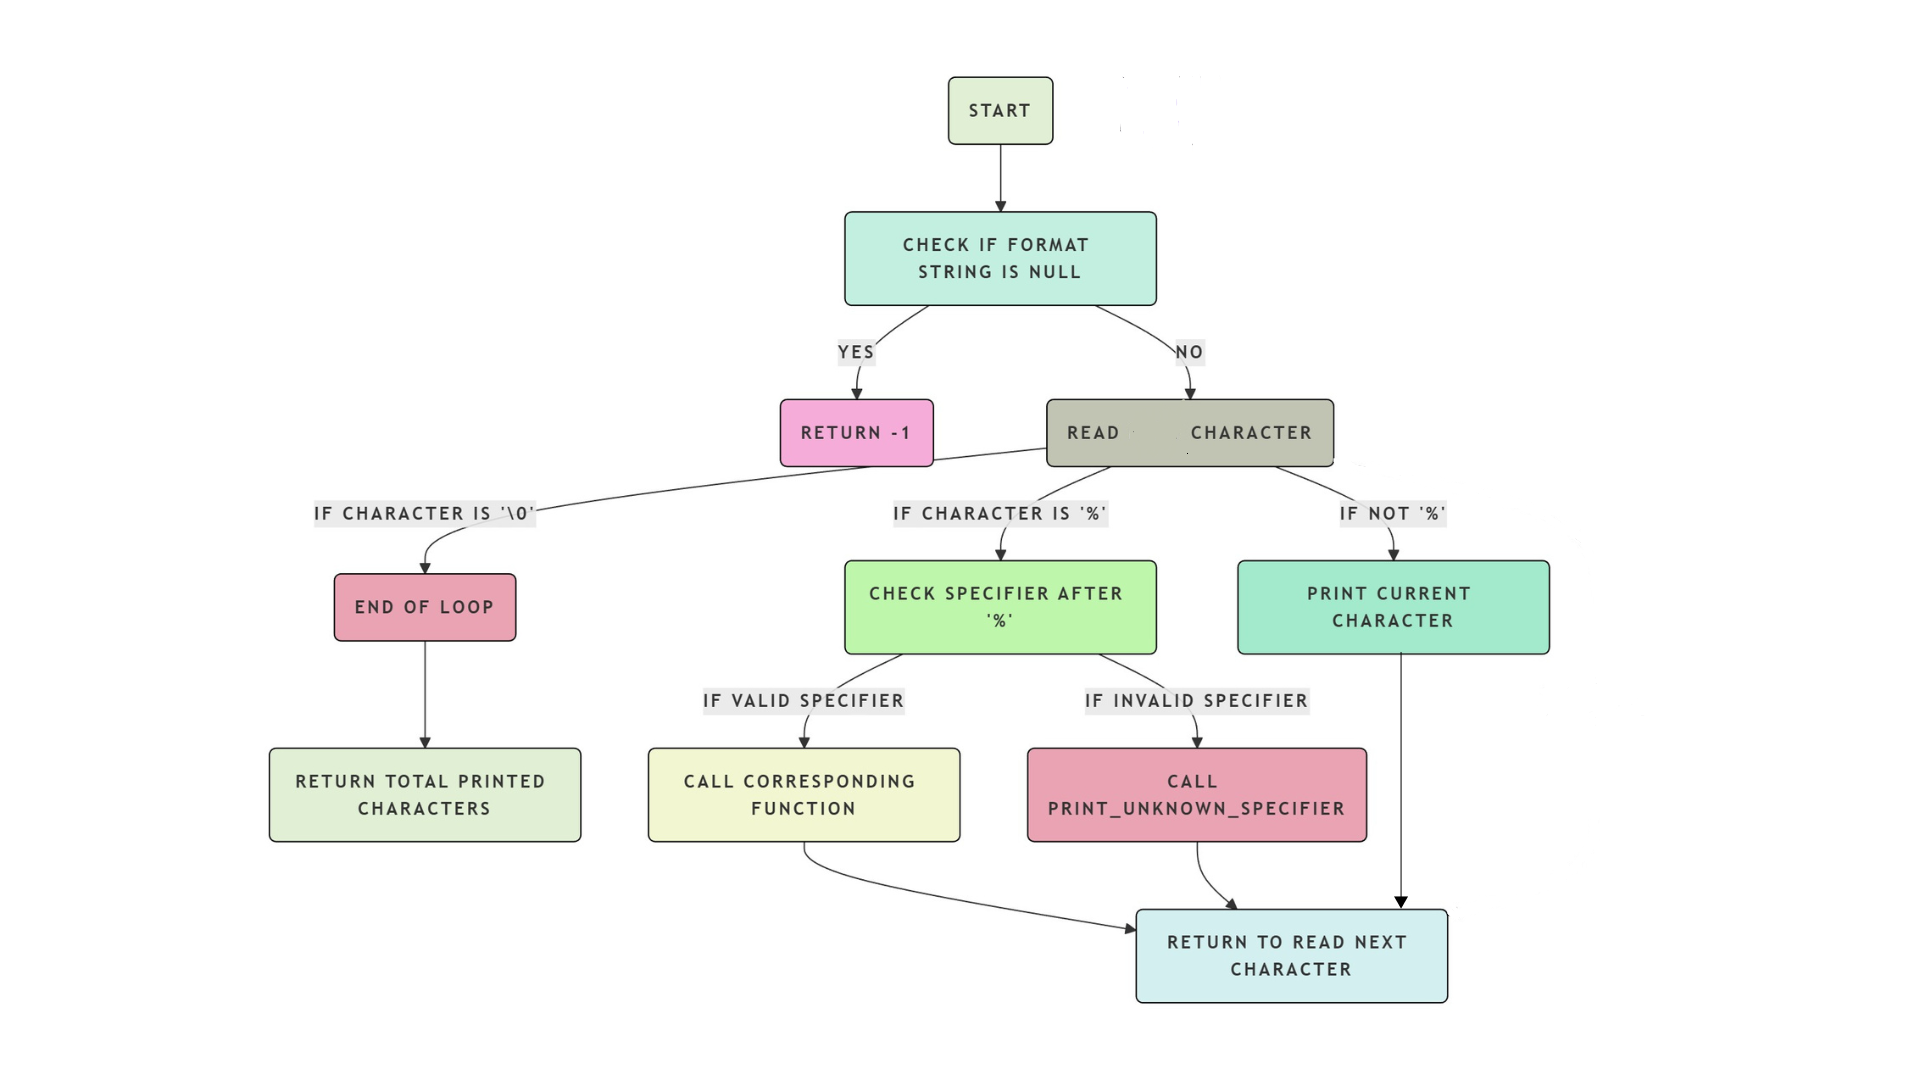 START
CHECK IF FORMAT
STRING IS NULL
YES
NO
RETURN -1
READ CHARACTER
IF CHARACTER IS '\0'
IF CHARACTER IS '%'
IF NOT '%'
END OF LOOP
CHECK SPECIFIER AFTER
'%'
PRINT CURRENT
CHARACTER
IF VALID SPECIFIER
IF INVALID SPECIFIER
RETURN TOTAL PRINTED
CHARACTERS
CALL CORRESPONDING
FUNCTION
CALL
PRINT_UNKNOWN_SPECIFIER
RETURN TO READ NEXT
CHARACTER